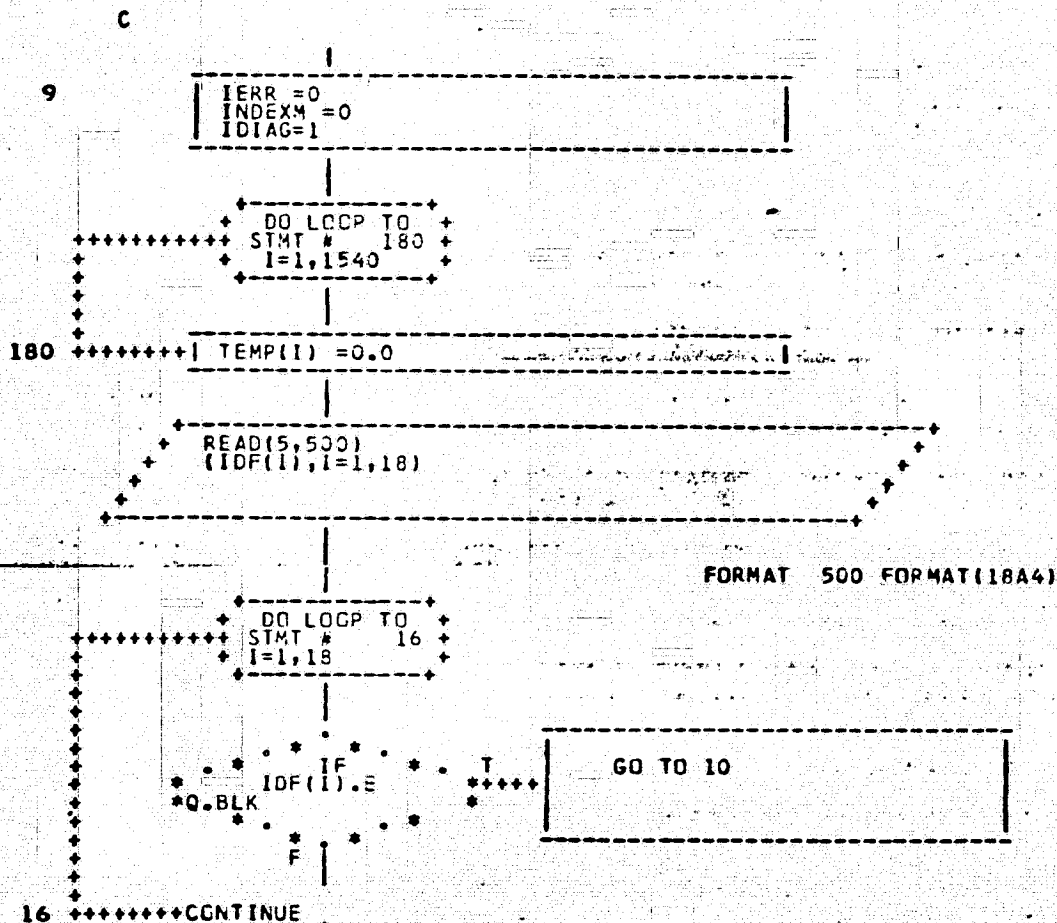 C
9
IERR =0
INDEXM =0
IDIAG=1
DO LOOP TO
STMT # 180
I=1,1540
180 TEMP(I) =0.0
READ(5,500)
(IDF(I),I=1,18)
FORMAT 500 FORMAT(18A4)
DO LOOP TO
STMT # 16
I=1,18
IF
IDF(I).E
Q.BLK
T
GO TO 10
F
16 CONTINUE